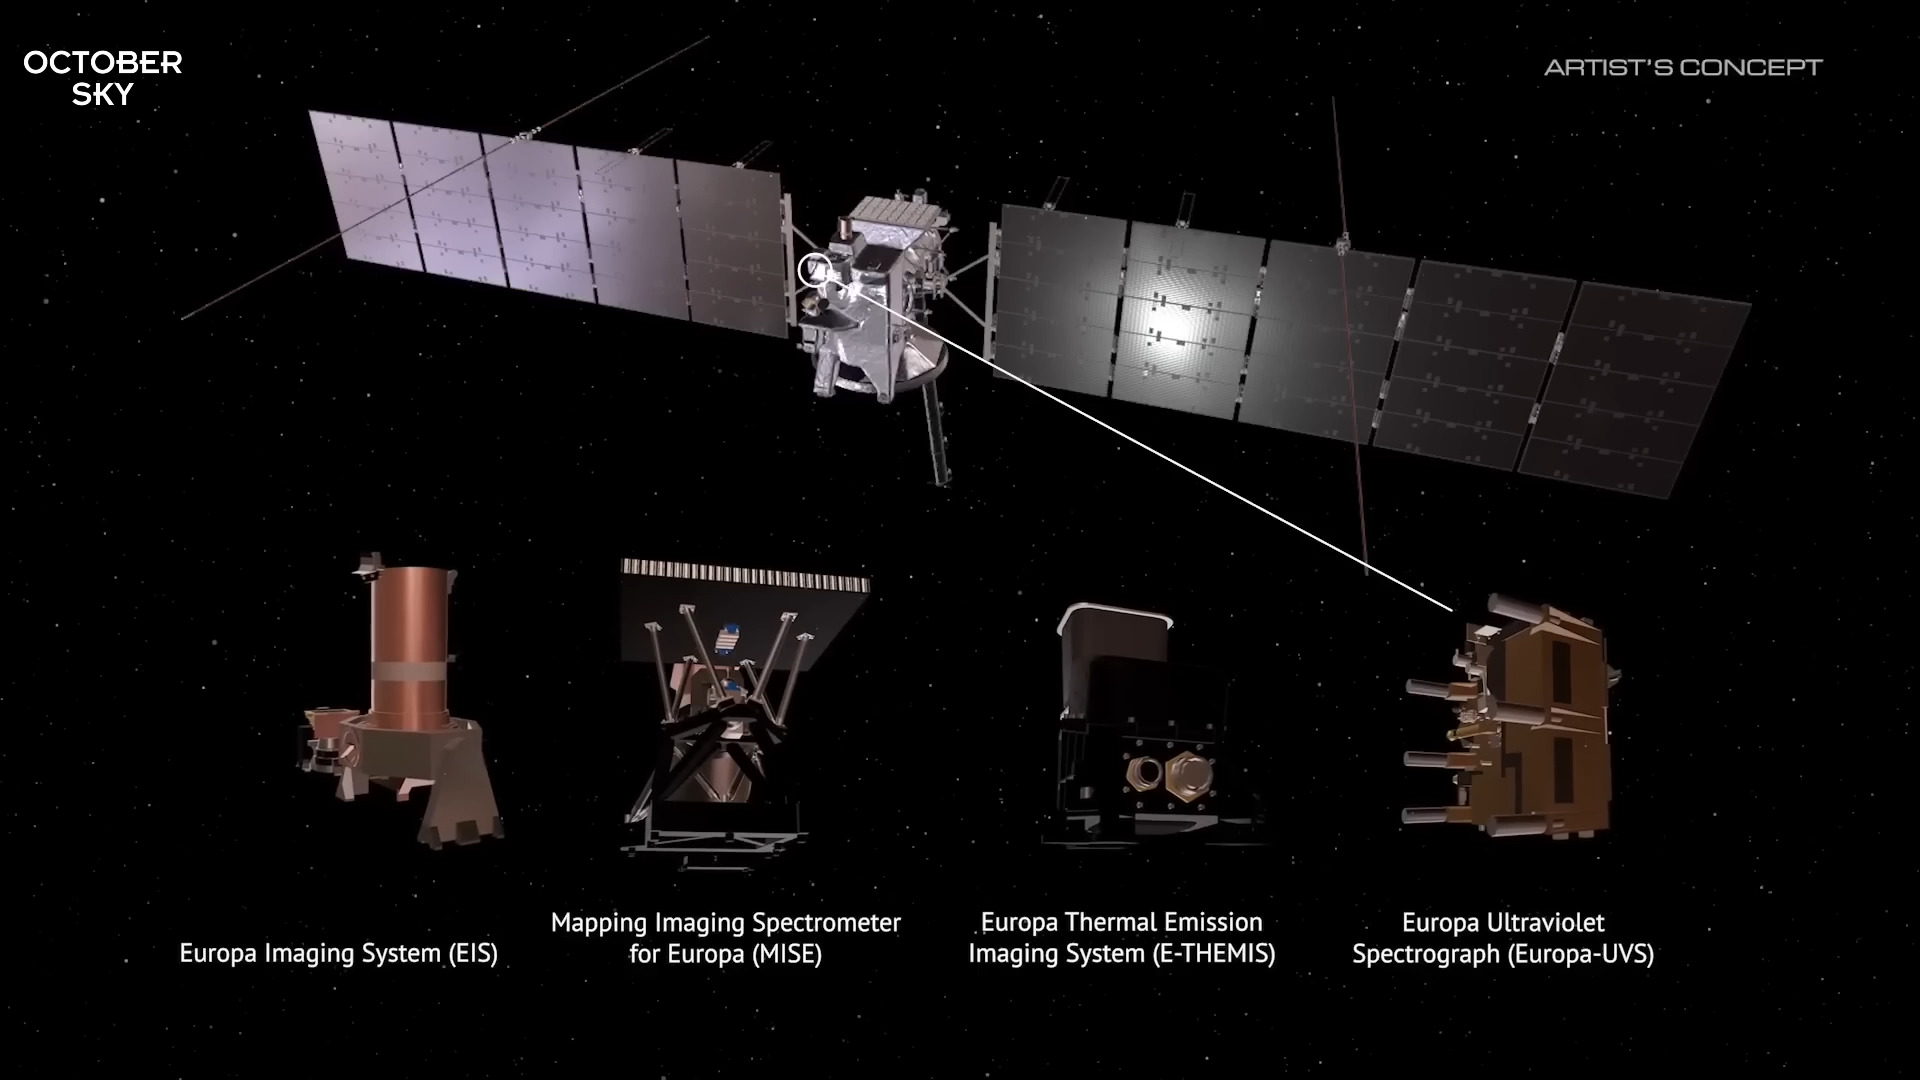 OCTOBER
SKY
ARTIST'S CONCEPT
Europa Imaging System (EIS)
Mapping Imaging Spectrometer
for Europa (MISE)
Europa Thermal Emission
Imaging System (E-THEMIS)
Europa Ultraviolet
Spectrograph (Europa-UVS)